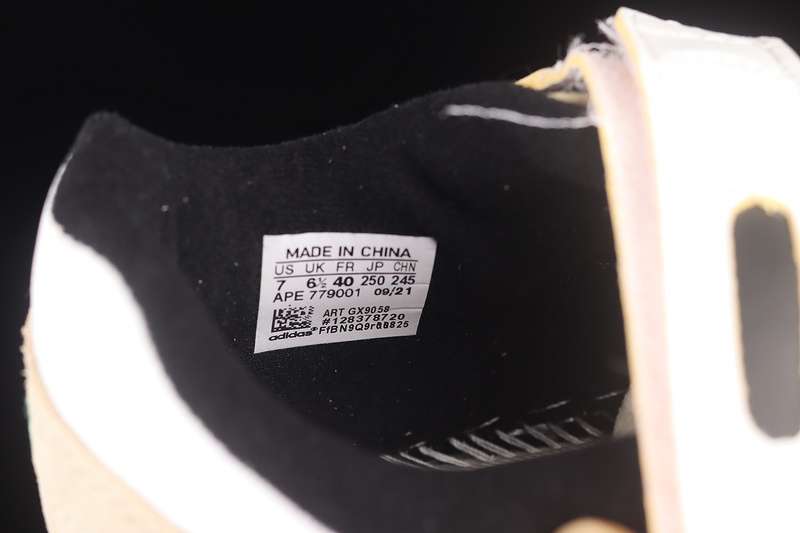 MADE IN CHINA
US UK FR JP CHN
7 6½ 40 250 245
APE 779001 09/21
ART GX9058
#128378720
adidas®